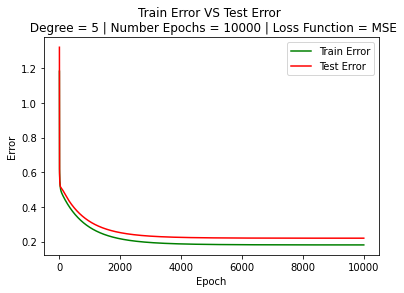 Train Error VS Test Error
Degree = 5 | Number Epochs = 10000 | Loss Function = MSE
Train Error
Test Error
1.2
1.0
0.8
0.6
0.4
0.2
Error
0 2000 4000 6000 8000 10000
Epoch